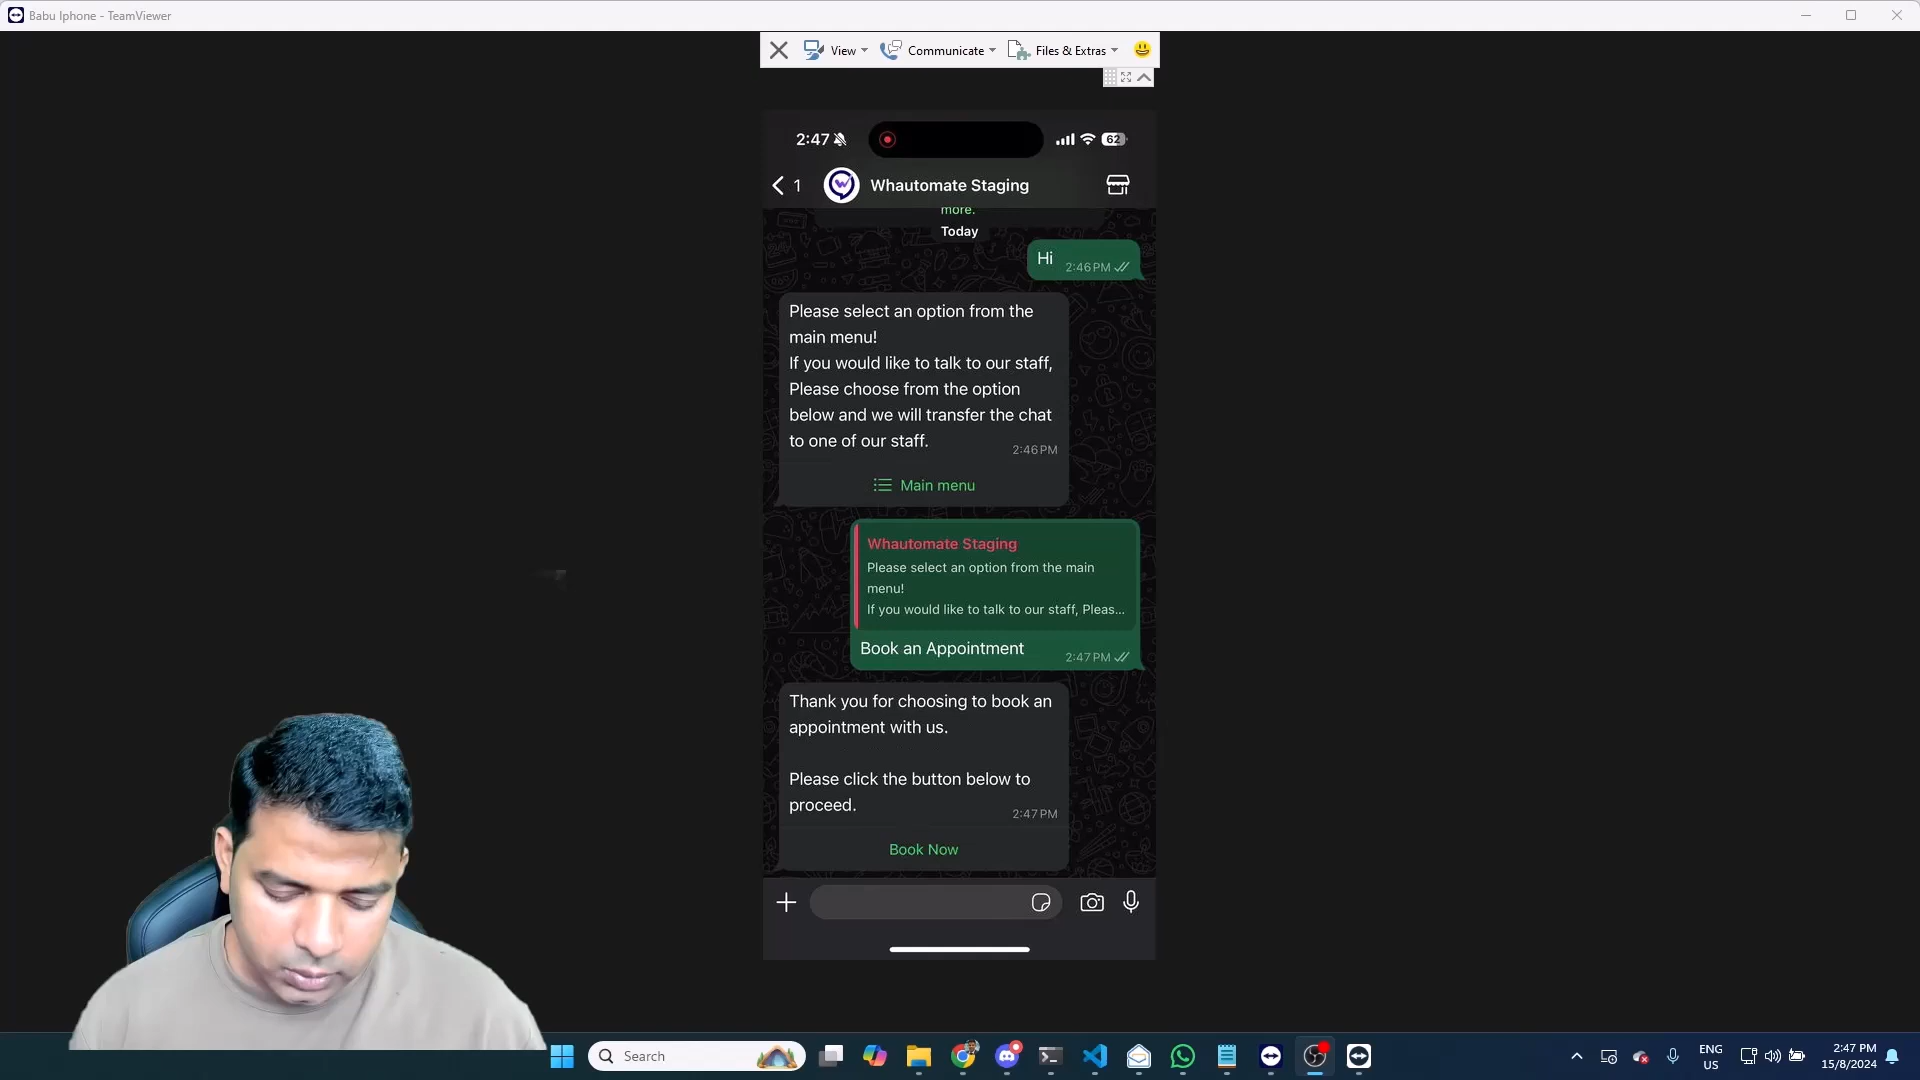 Babu Iphone - TeamViewer
View
Communicate
Files & Extras
2:47
62
1
Whautomate Staging
more.
Today
Hi
2:46 PM
Please select an option from the
main menu!
If you would like to talk to our staff,
Please choose from the option
below and we will transfer the chat
to one of our staff.
2:46 PM
Main menu
Whautomate Staging
Please select an option from the main
menu!
If you would like to talk to our staff, Pleas...
Book an Appointment
2:47 PM
Thank you for choosing to book an
appointment with us.
Please click the button below to
proceed.
2:47 PM
Book Now
Search
ENG
US
2:47 PM
15/8/2024